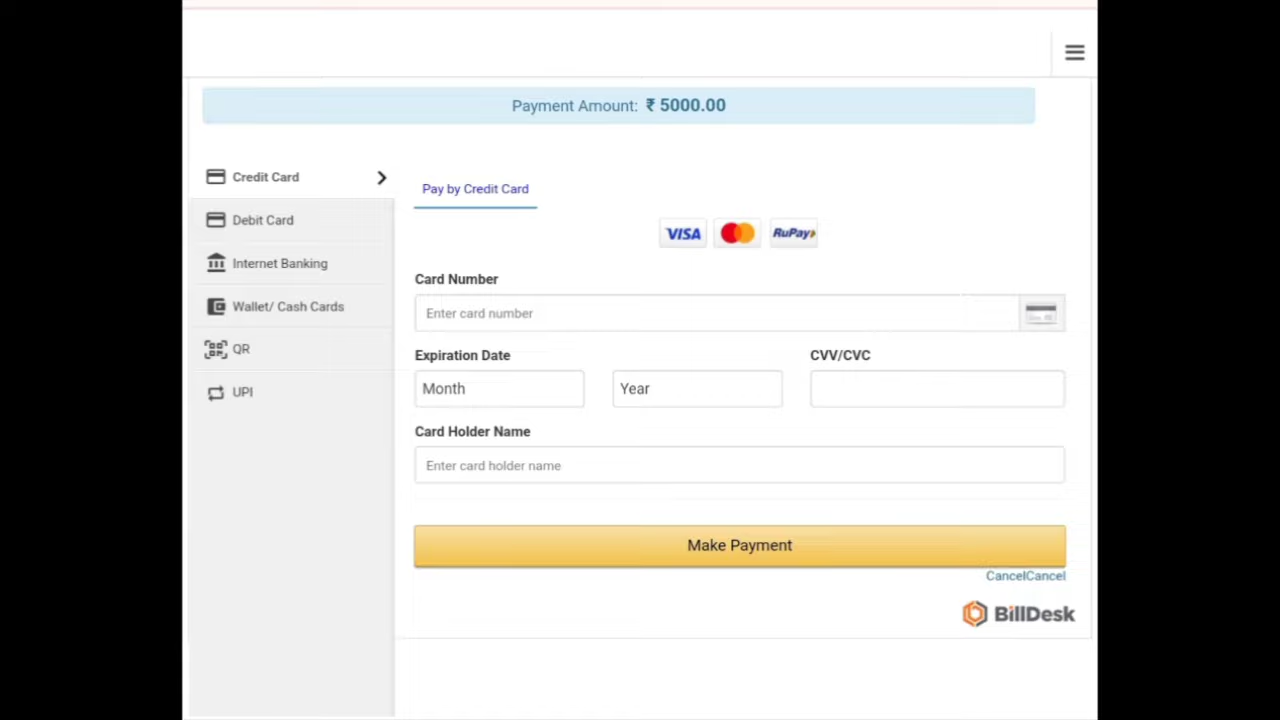 Payment Amount: ₹ 5000.00
Credit Card
Debit Card
Internet Banking
Wallet/ Cash Cards
QR
UPI
Pay by Credit Card
VISA RuPay
Card Number
Enter card number
Expiration Date CVV/CVC
Month Year
Card Holder Name
Enter card holder name
Make Payment
CancelCancel
BillDesk